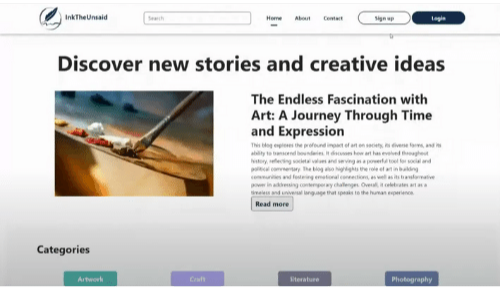 InkTheUnsaid
Search
Home
About
Contact
Sign up
Login
Discover new stories and creative ideas
The Endless Fascination with
Art: A Journey Through Time
and Expression
This blog explores the profound impact of art on society, its diverse forms, and its
ability to transcend boundaries. It discusses how art has evolved throughout
history, reflecting societal values and serving as a powerful tool for social and
political commentary. The blog also highlights the role of art in building
communities and fostering emotional connections, as well as its transformative
power in addressing contemporary challenges. Overall, it celebrates art as a
timeless and universal language that speaks to the human experience.
Read more
Categories
Artwork
Craft
literature
Photography